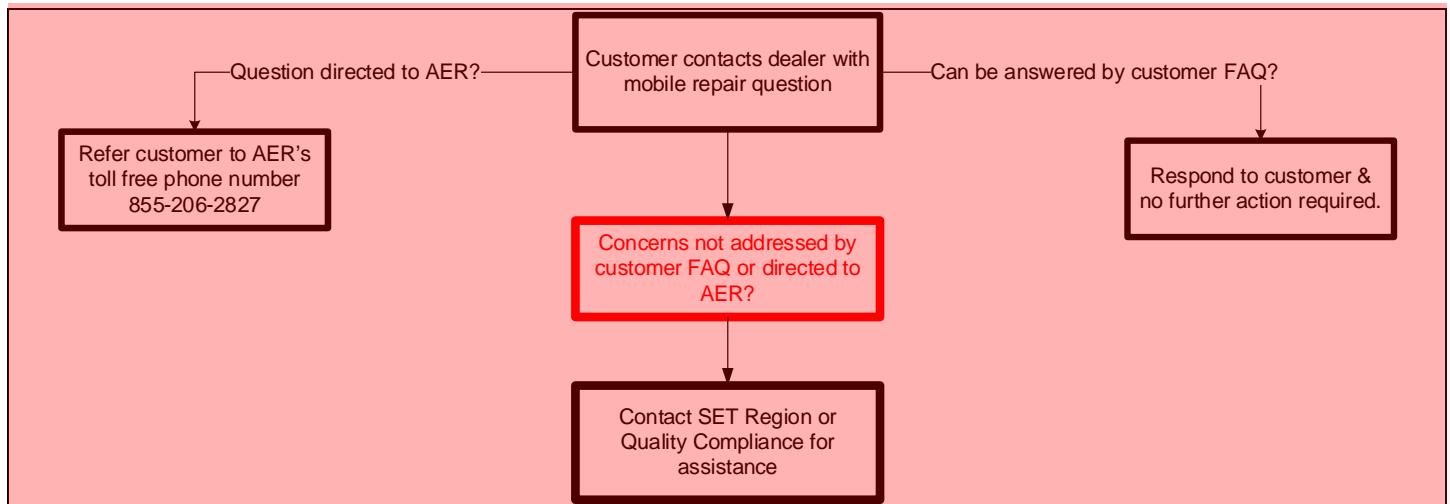 Customer contacts dealer with
mobile repair question
Question directed to AER?
Can be answered by customer FAQ?
Refer customer to AER’s
toll free phone number
855-206-2827
Respond to customer &
no further action required.
Concerns not addressed by
customer FAQ or directed to
AER?
Contact SET Region or
Quality Compliance for
assistance